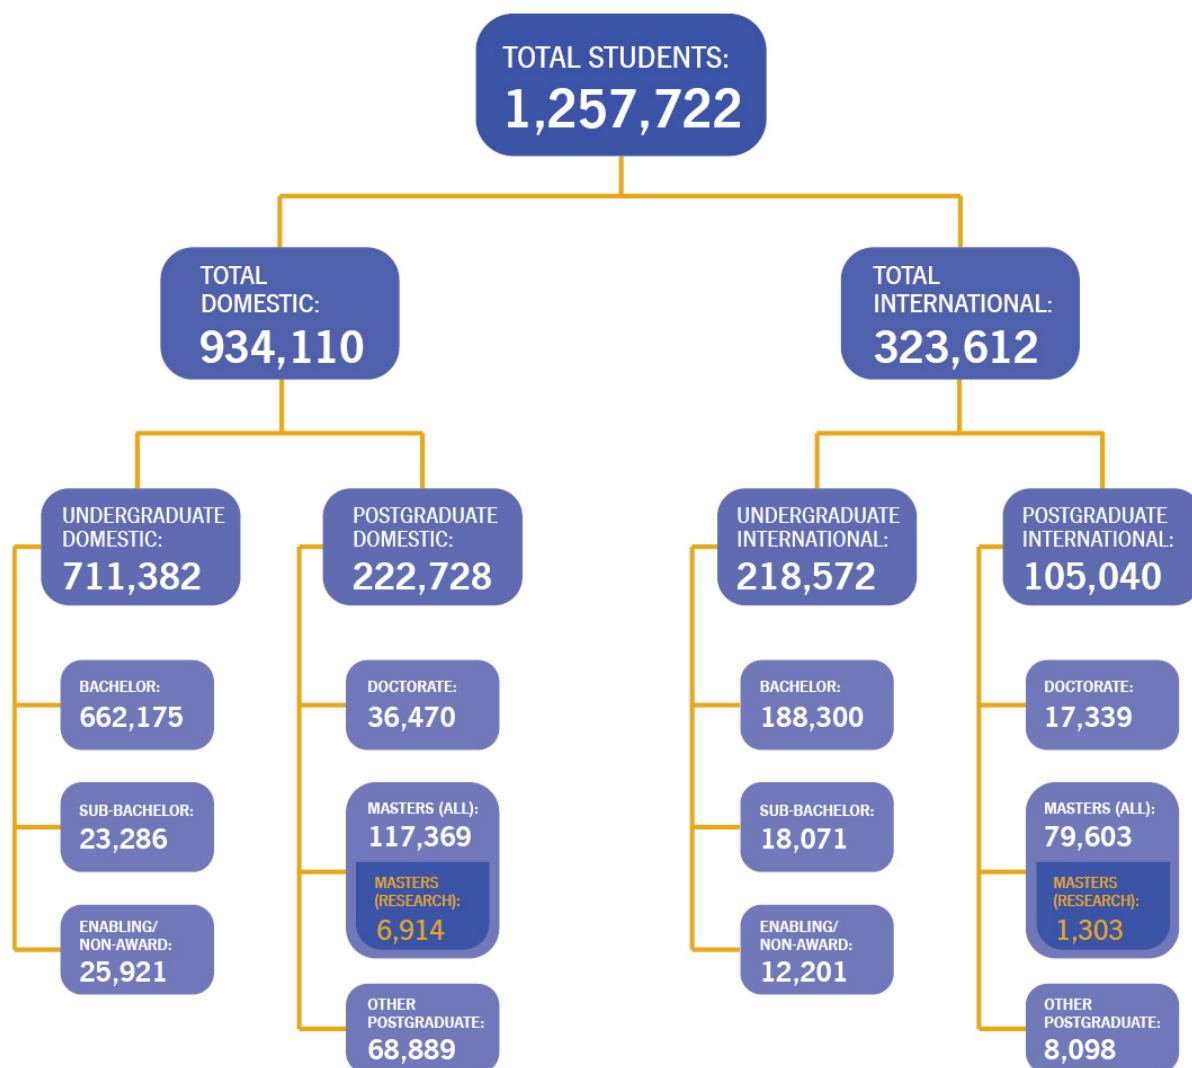 TOTAL STUDENTS:
1,257,722
TOTAL
DOMESTIC:
934,110
TOTAL
INTERNATIONAL:
323,612
UNDERGRADUATE
DOMESTIC:
711,382
POSTGRADUATE
DOMESTIC:
222,728
UNDERGRADUATE
INTERNATIONAL:
218,572
POSTGRADUATE
INTERNATIONAL:
105,040
BACHELOR:
662,175
DOCTORATE:
36,470
BACHELOR:
188,300
DOCTORATE:
17,339
SUB-BACHELOR:
23,286
MASTERS (ALL):
117,369
MASTERS
(RESEARCH):
6,914
SUB-BACHELOR:
18,071
MASTERS (ALL):
79,603
MASTERS
(RESEARCH):
1,303
ENABLING/
NON-AWARD:
25,921
OTHER
POSTGRADUATE:
68,889
ENABLING/
NON-AWARD:
12,201
OTHER
POSTGRADUATE:
8,098